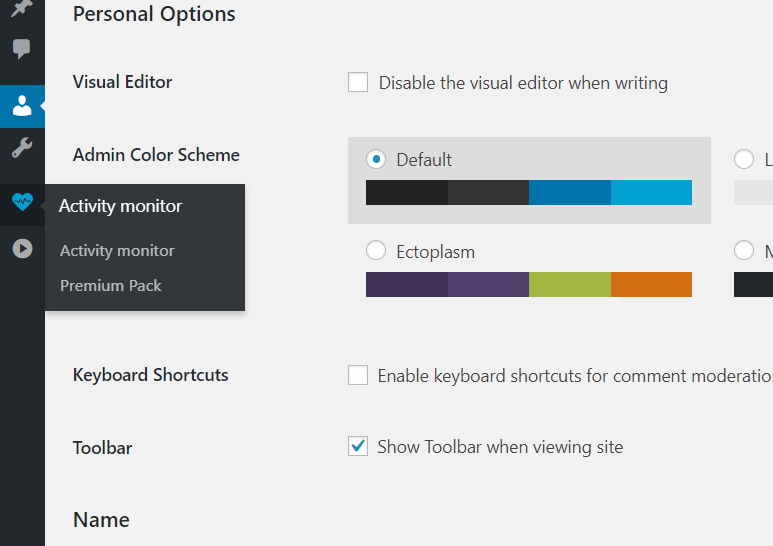 Personal Options
Visual Editor
Disable the visual editor when writing
Admin Color Scheme
Default
L
Activity monitor
Activity monitor
Premium Pack
Ectoplasm
M
Keyboard Shortcuts
Enable keyboard shortcuts for comment moderatio
Toolbar
Show Toolbar when viewing site
Name